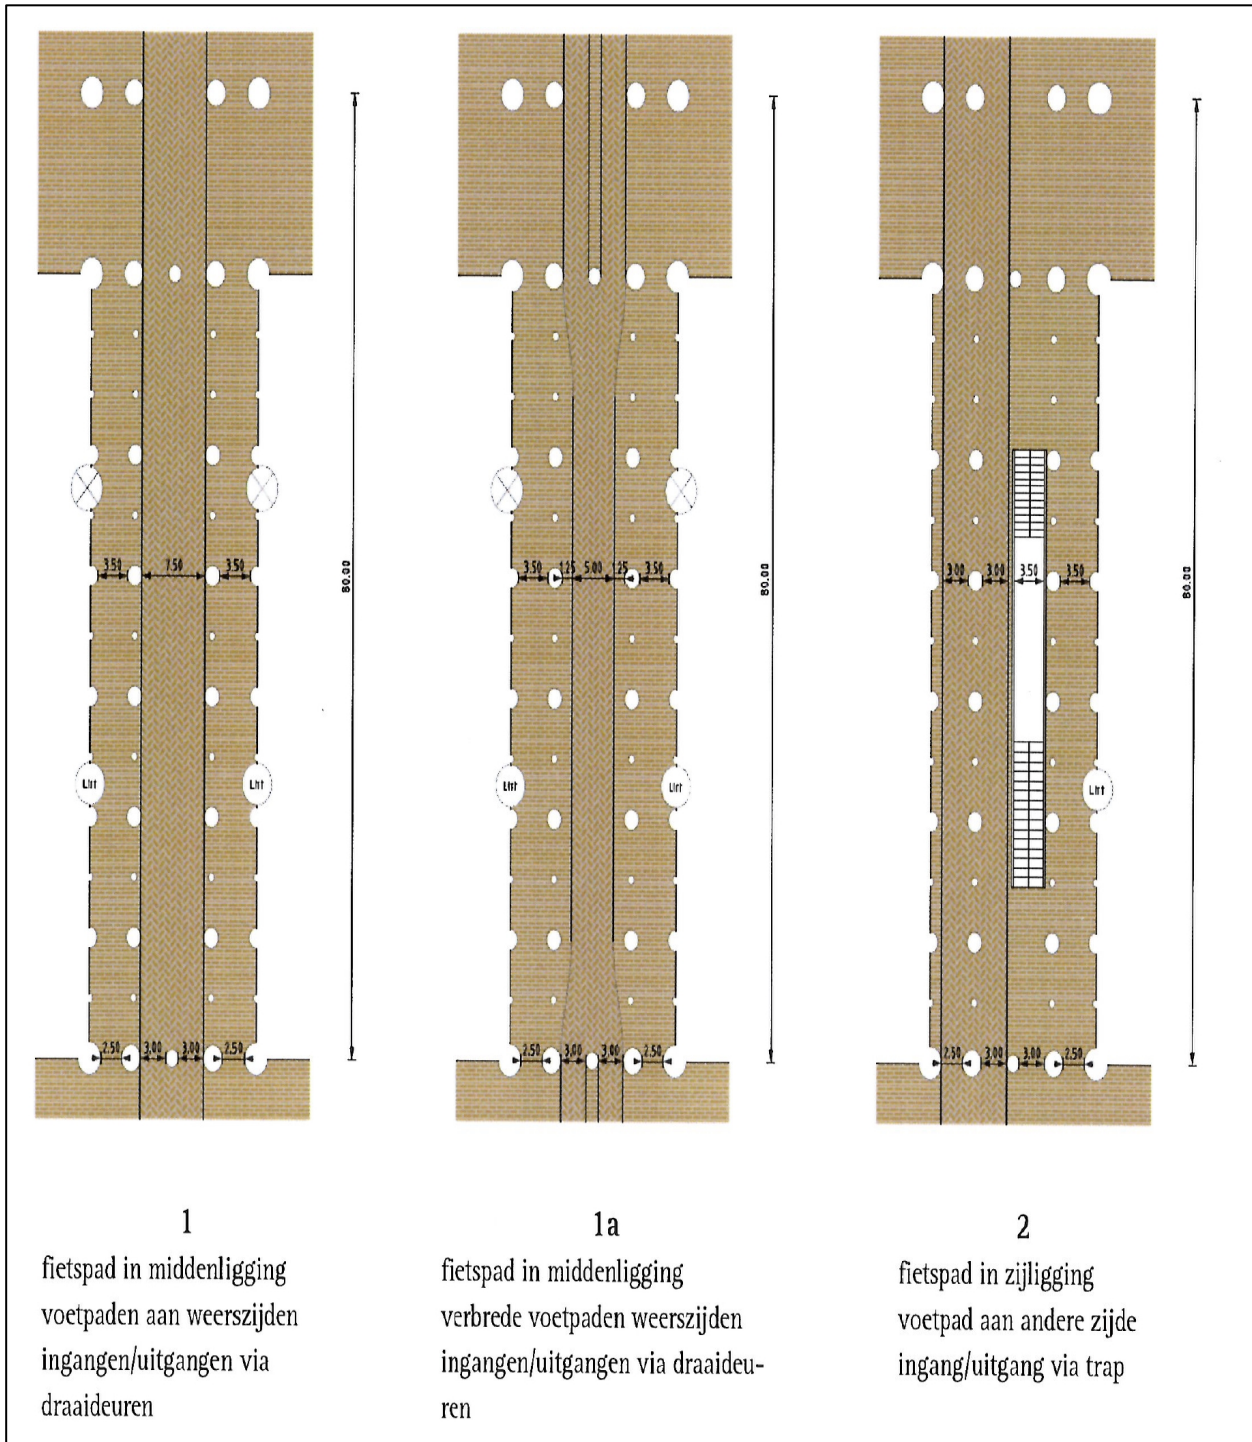 3.50 7.50 3.50
80.00
Lift Lift
2.50 3.00 3.00 2.50
3.50 1.25 5.00 1.25 3.50
80.00
Lift Lift
2.50 3.00 3.00 2.50
3.00 3.00 3.50 3.50
80.00
Lift
2.50 3.00 3.00 2.50
1
fietspad in middenligging
voetpaden aan weerszijden
ingangen/uitgangen via
draaideuren
1a
fietspad in middenligging
verbrede voetpaden weerszijden
ingangen/uitgangen via draaideu-
ren
2
fietspad in zijligging
voetpad aan andere zijde
ingang/uitgang via trap